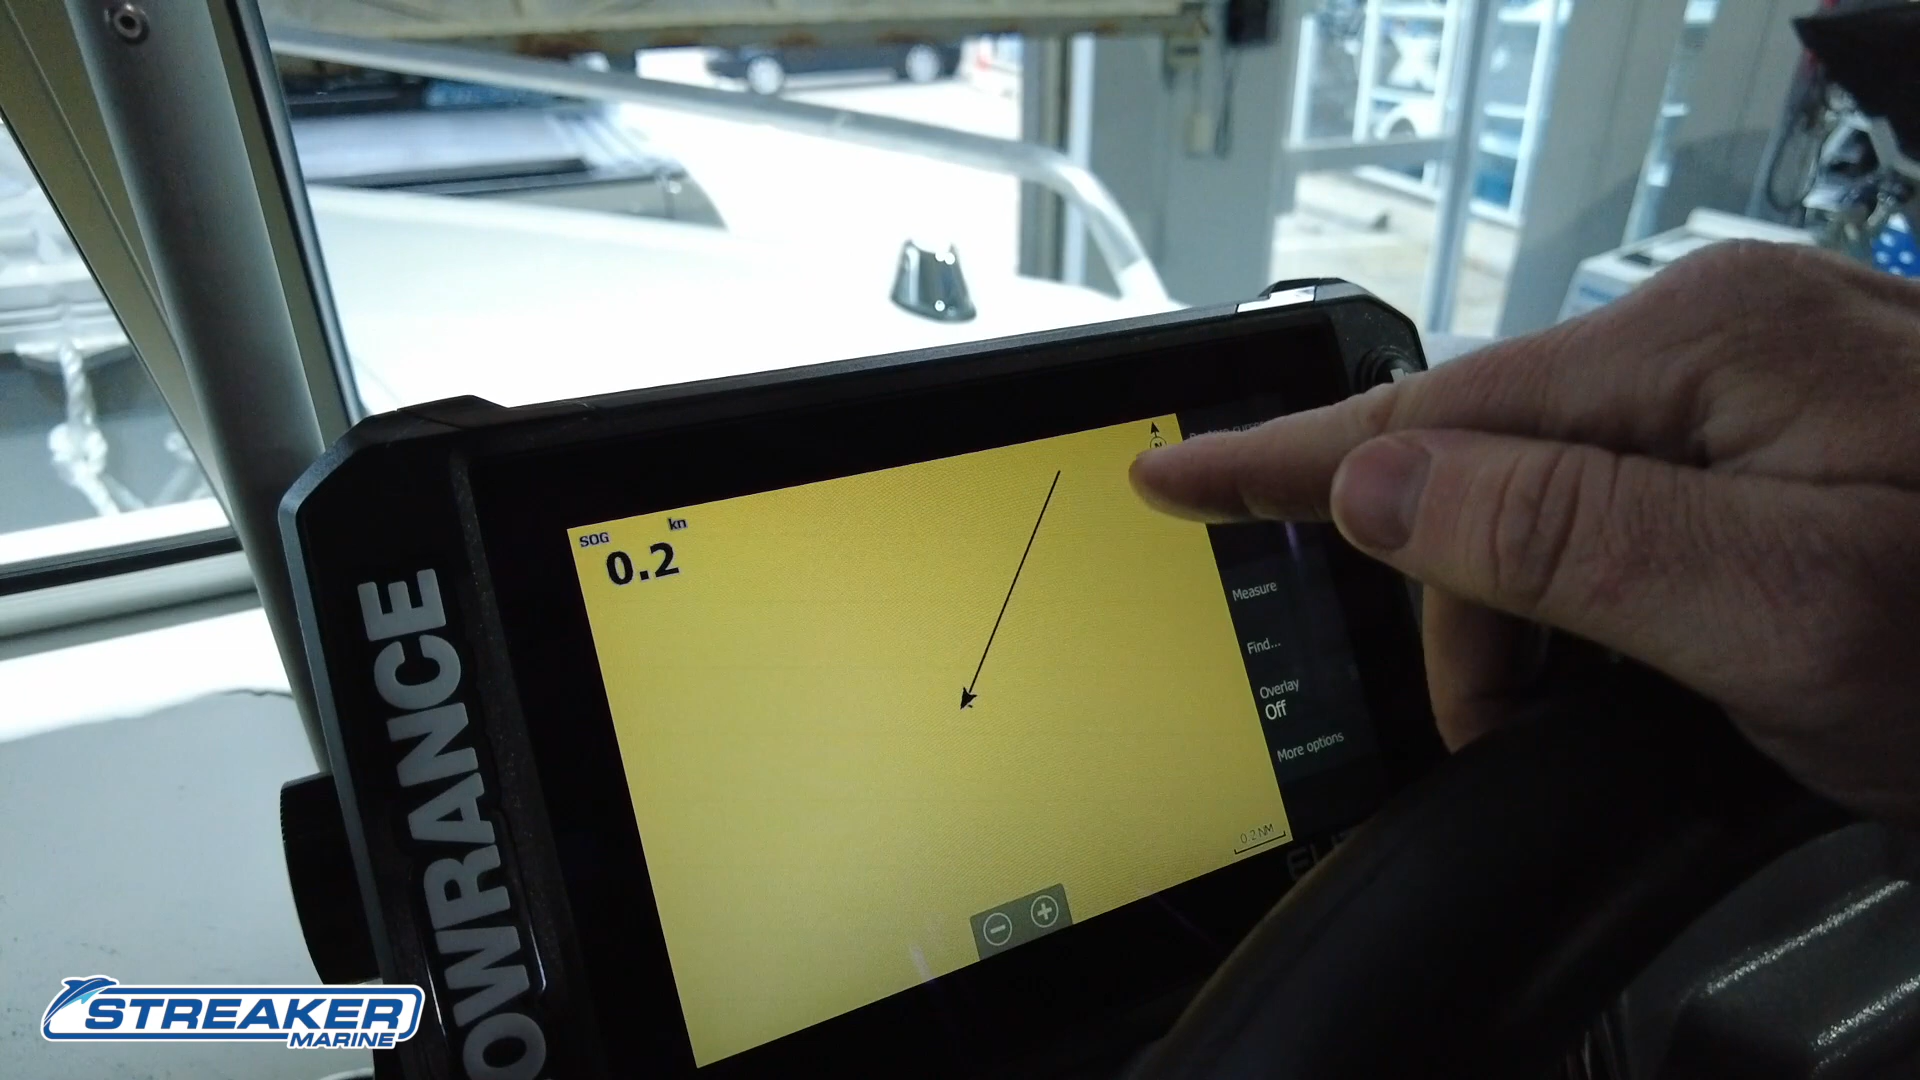 SOG
kn
0.2
N
Measure
Find...
Overlay
Off
More options
0.2 NM
OWRANCE
STREAKER
MARINE